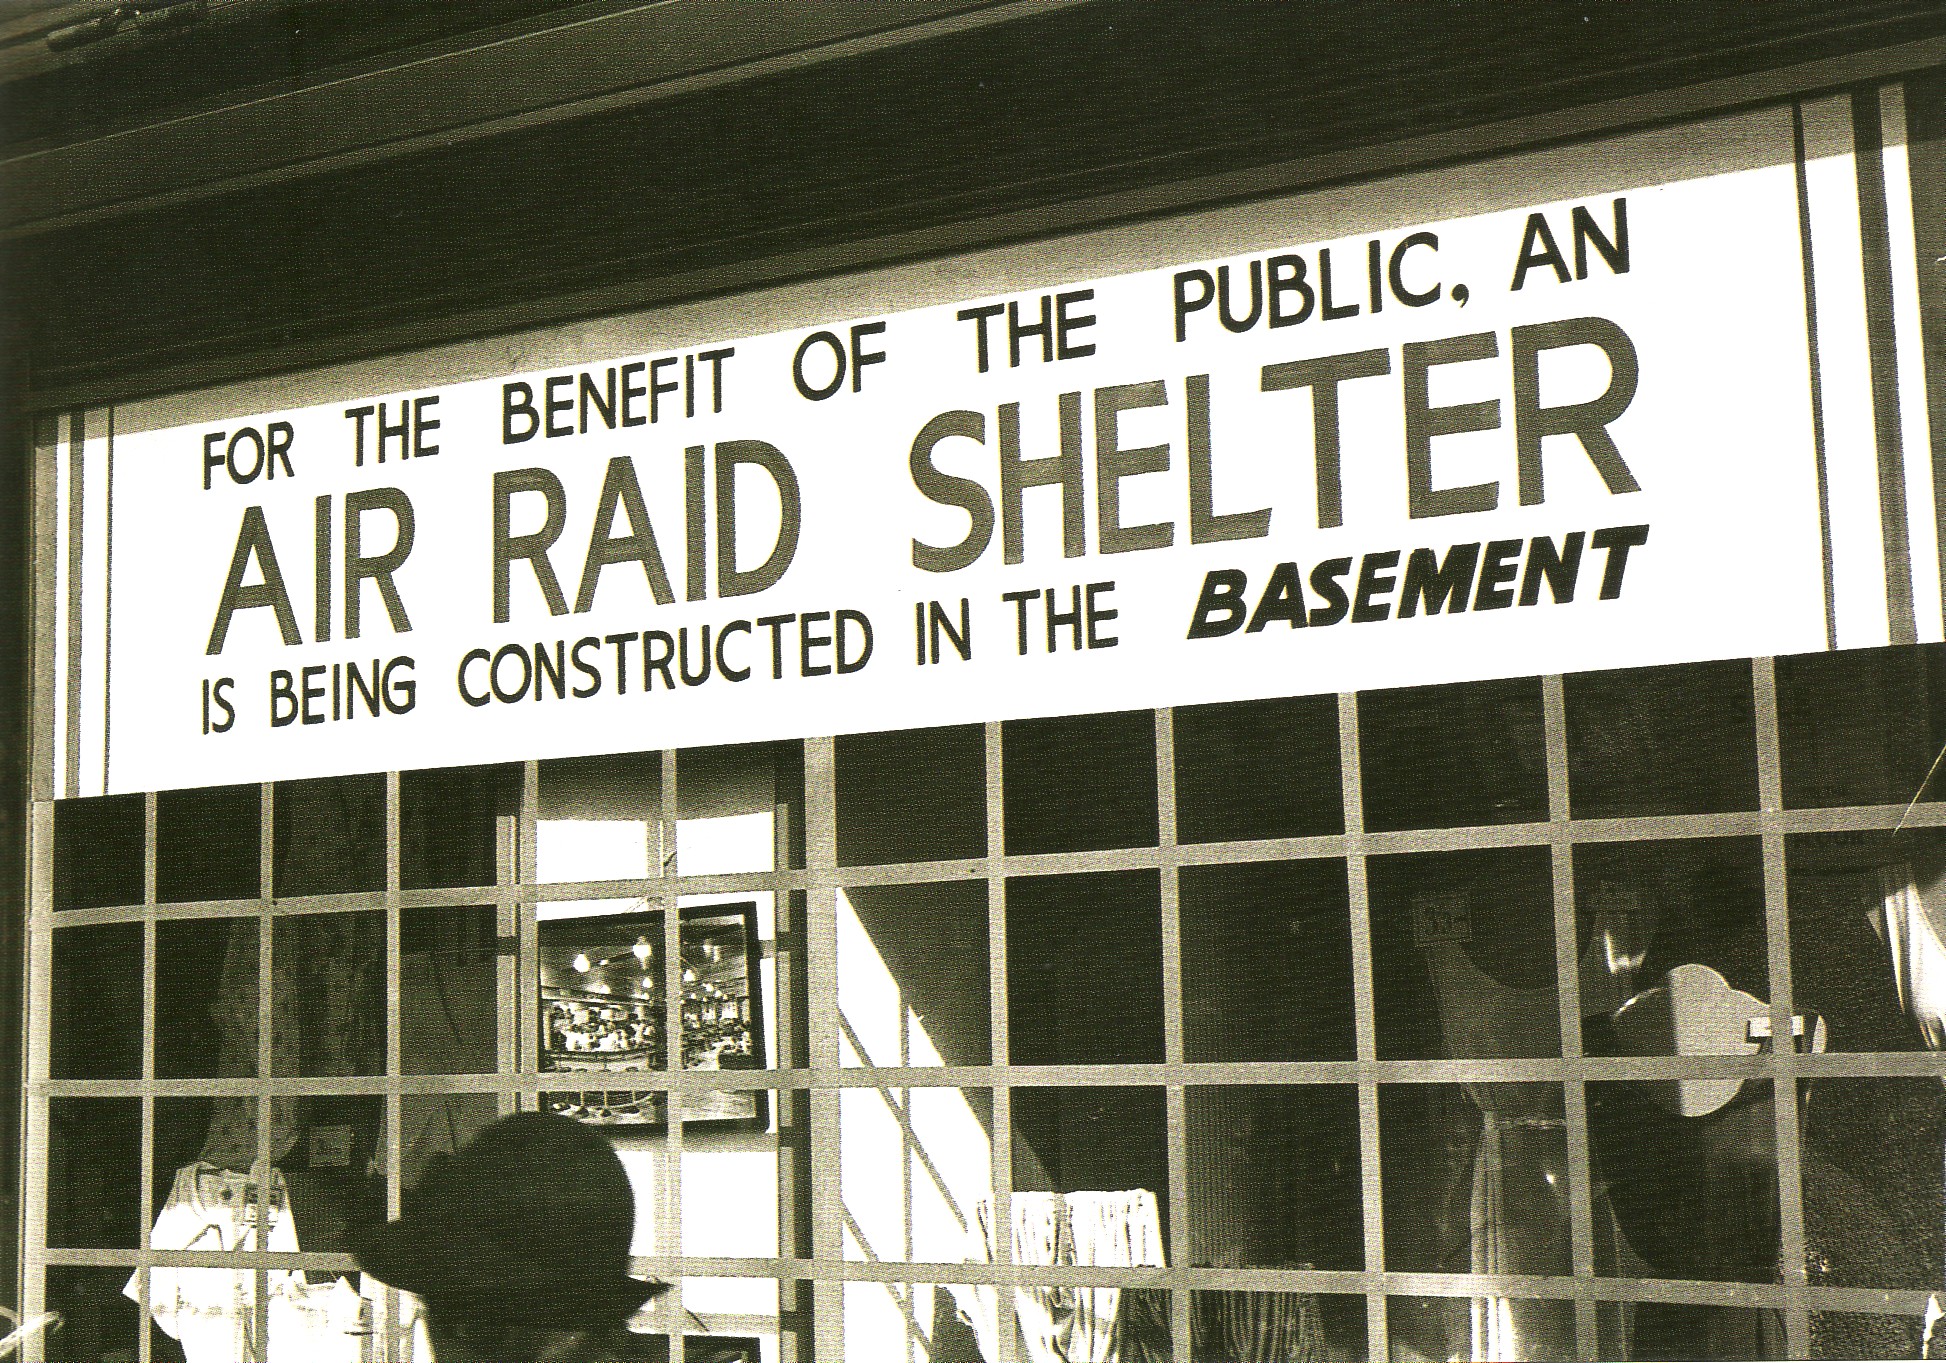 FOR THE BENEFIT OF THE PUBLIC, AN
AIR RAID SHELTER
IS BEING CONSTRUCTED IN THE BASEMENT